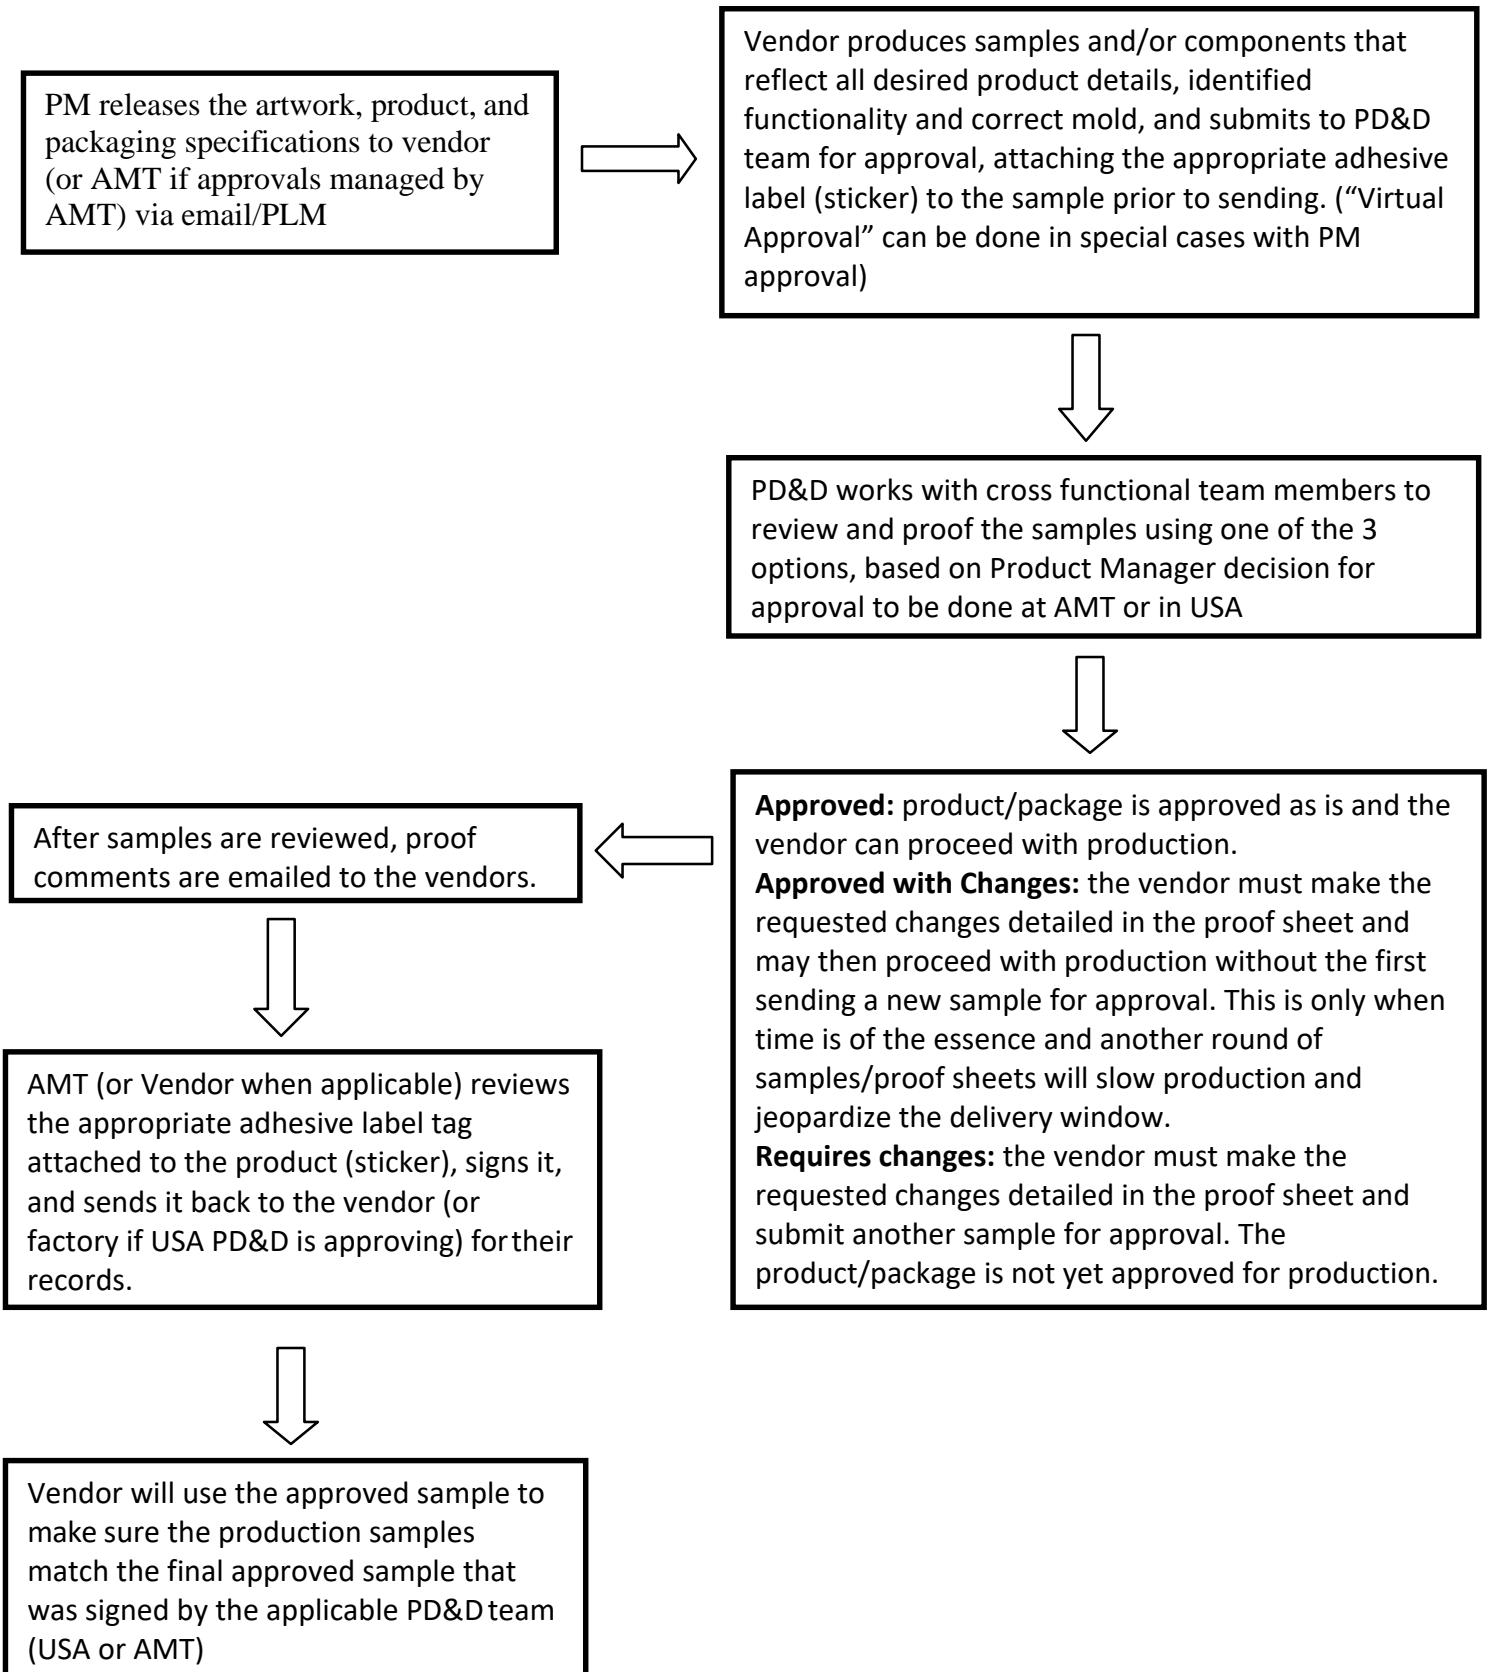 PM releases the artwork, product, and
packaging specifications to vendor
(or AMT if approvals managed by
AMT) via email/PLM
Vendor produces samples and/or components that
reflect all desired product details, identified
functionality and correct mold, and submits to PD&D
team for approval, attaching the appropriate adhesive
label (sticker) to the sample prior to sending. (“Virtual
Approval” can be done in special cases with PM
approval)
PD&D works with cross functional team members to
review and proof the samples using one of the 3
options, based on Product Manager decision for
approval to be done at AMT or in USA
Approved: product/package is approved as is and the
vendor can proceed with production.
Approved with Changes: the vendor must make the
requested changes detailed in the proof sheet and
may then proceed with production without the first
sending a new sample for approval. This is only when
time is of the essence and another round of
samples/proof sheets will slow production and
jeopardize the delivery window.
Requires changes: the vendor must make the
requested changes detailed in the proof sheet and
submit another sample for approval. The
product/package is not yet approved for production.
After samples are reviewed, proof
comments are emailed to the vendors.
AMT (or Vendor when applicable) reviews
the appropriate adhesive label tag
attached to the product (sticker), signs it,
and sends it back to the vendor (or
factory if USA PD&D is approving) for their
records.
Vendor will use the approved sample to
make sure the production samples
match the final approved sample that
was signed by the applicable PD&D team
(USA or AMT)